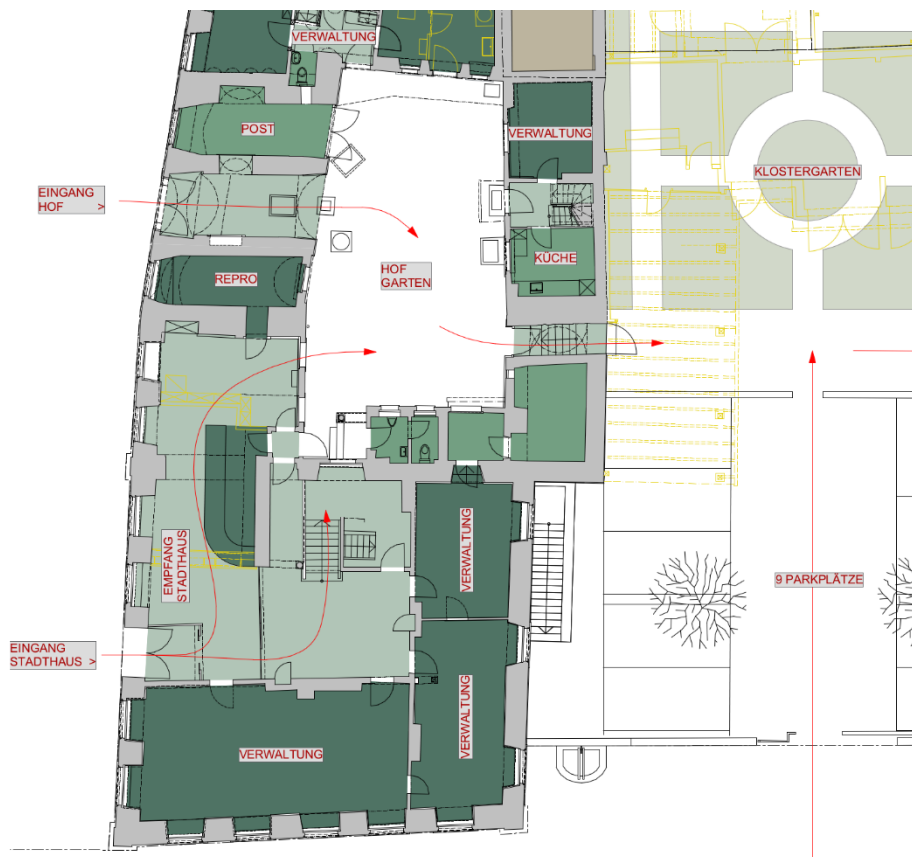 VERWALTUNG
POST
VERWALTUNG
KLOSTERGARTEN
EINGANG
HOF >
KÜCHE
HOF
GARTEN
REPRO
VERWALTUNG
EMPFANG
STADTHAUS
9 PARKPLÄTZE
EINGANG
STADTHAUS >
VERWALTUNG
VERWALTUNG